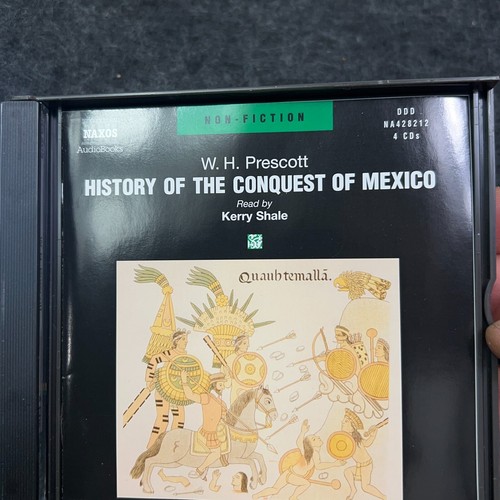 NON-FICTION
DDD
NA428212
4 CDs
NAXOS
AudioBooks
W. H. Prescott
HISTORY OF THE CONQUEST OF MEXICO
Read by
Kerry Shale
Quauhtemallã.